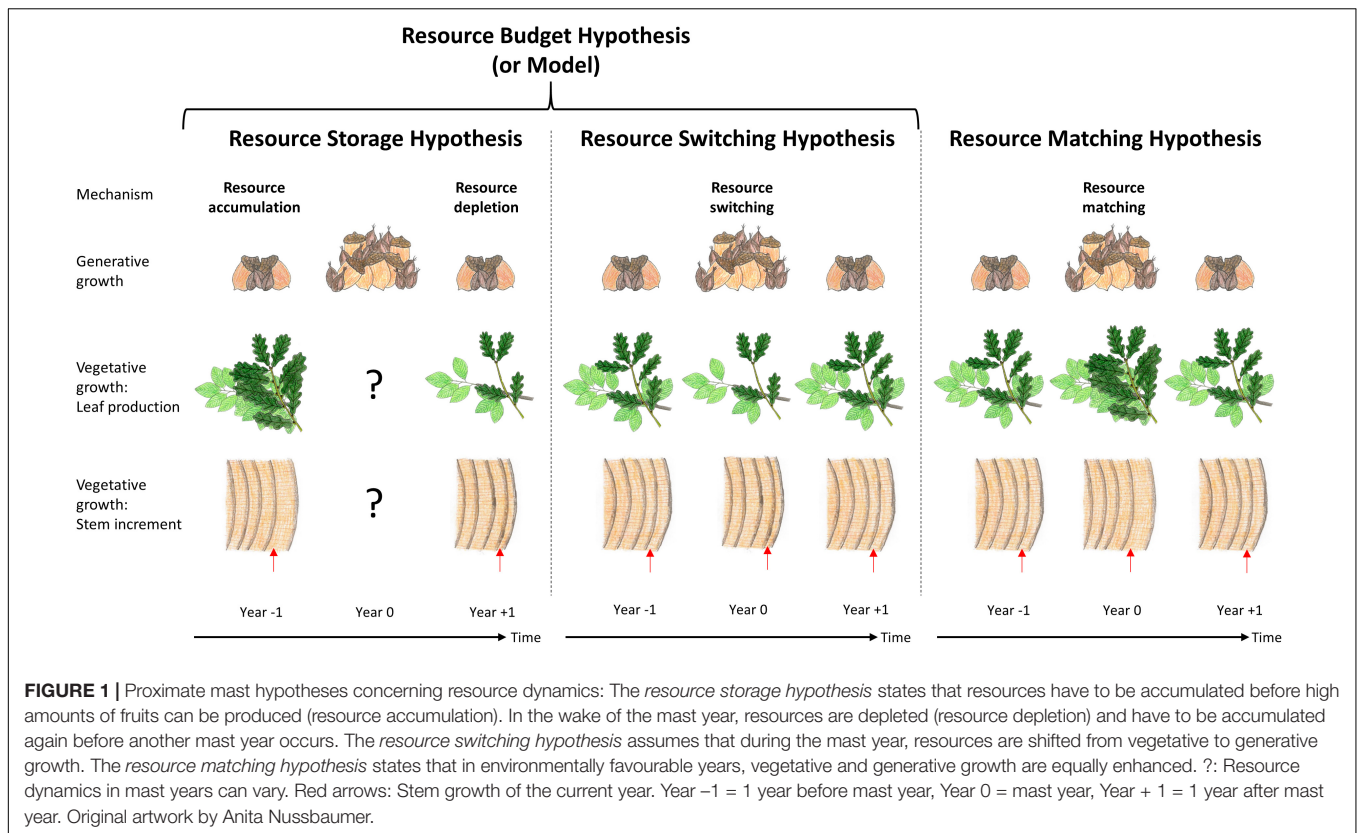 Resource Budget Hypothesis
(or Model)
Resource Storage Hypothesis
Resource Switching Hypothesis
Resource Matching Hypothesis
Mechanism
Resource
accumulation
Resource
depletion
Resource
switching
Resource
matching
Generative
growth
Vegetative
growth:
Leaf production
?
Vegetative
growth:
Stem increment
?
Year -1
Year 0
Year +1
Year -1
Year 0
Year +1
Year -1
Year 0
Year +1
Time
Time
Time
FIGURE 1 | Proximate mast hypotheses concerning resource dynamics: The resource storage hypothesis states that resources have to be accumulated before high
amounts of fruits can be produced (resource accumulation). In the wake of the mast year, resources are depleted (resource depletion) and have to be accumulated
again before another mast year occurs. The resource switching hypothesis assumes that during the mast year, resources are shifted from vegetative to generative
growth. The resource matching hypothesis states that in environmentally favourable years, vegetative and generative growth are equally enhanced. ?: Resource
dynamics in mast years can vary. Red arrows: Stem growth of the current year. Year –1 = 1 year before mast year, Year 0 = mast year, Year + 1 = 1 year after mast
year. Original artwork by Anita Nussbaumer.